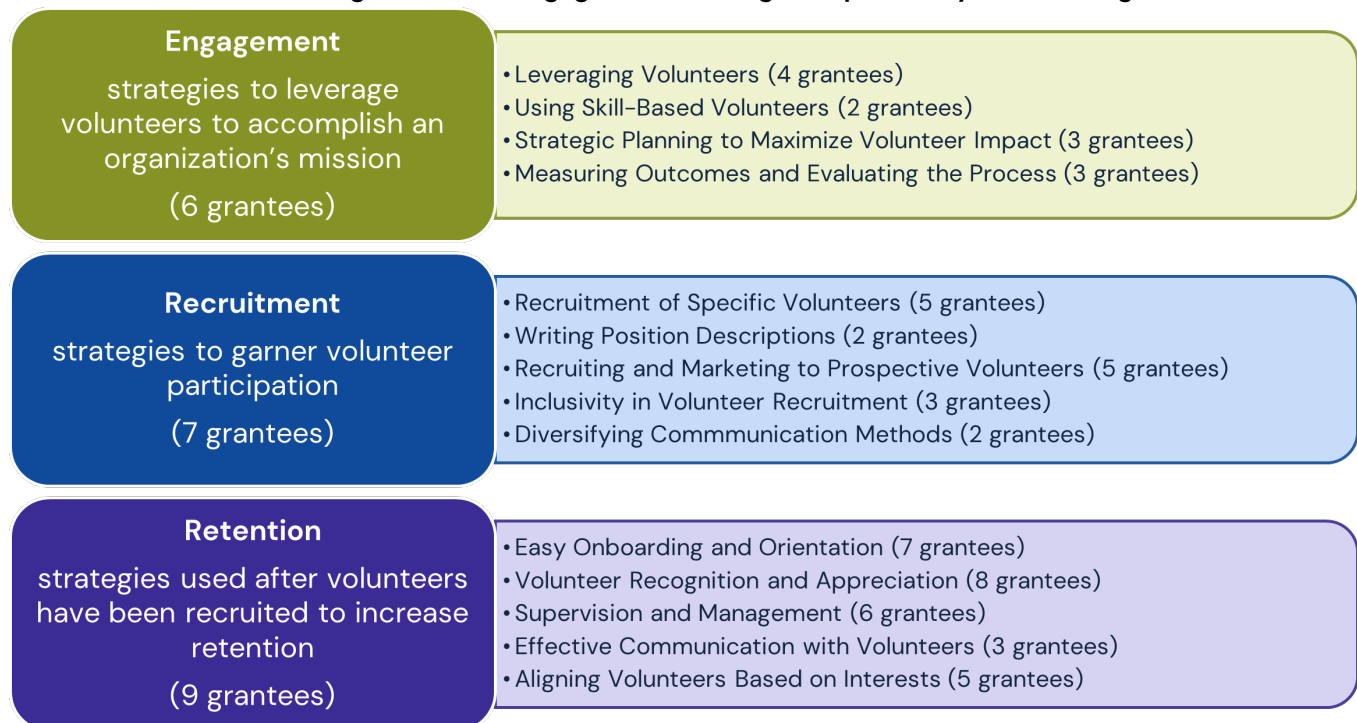 Engagement
strategies to leverage
volunteers to accomplish an
organization’s mission
(6 grantees)
•Leveraging Volunteers (4 grantees)
•Using Skill-Based Volunteers (2 grantees)
•Strategic Planning to Maximize Volunteer Impact (3 grantees)
•Measuring Outcomes and Evaluating the Process (3 grantees)
Recruitment
strategies to garner volunteer
participation
(7 grantees)
•Recruitment of Specific Volunteers (5 grantees)
•Writing Position Descriptions (2 grantees)
•Recruiting and Marketing to Prospective Volunteers (5 grantees)
•Inclusivity in Volunteer Recruitment (3 grantees)
•Diversifying Commmunication Methods (2 grantees)
Retention
strategies used after volunteers
have been recruited to increase
retention
(9 grantees)
•Easy Onboarding and Orientation (7 grantees)
•Volunteer Recognition and Appreciation (8 grantees)
•Supervision and Management (6 grantees)
•Effective Communication with Volunteers (3 grantees)
•Aligning Volunteers Based on Interests (5 grantees)